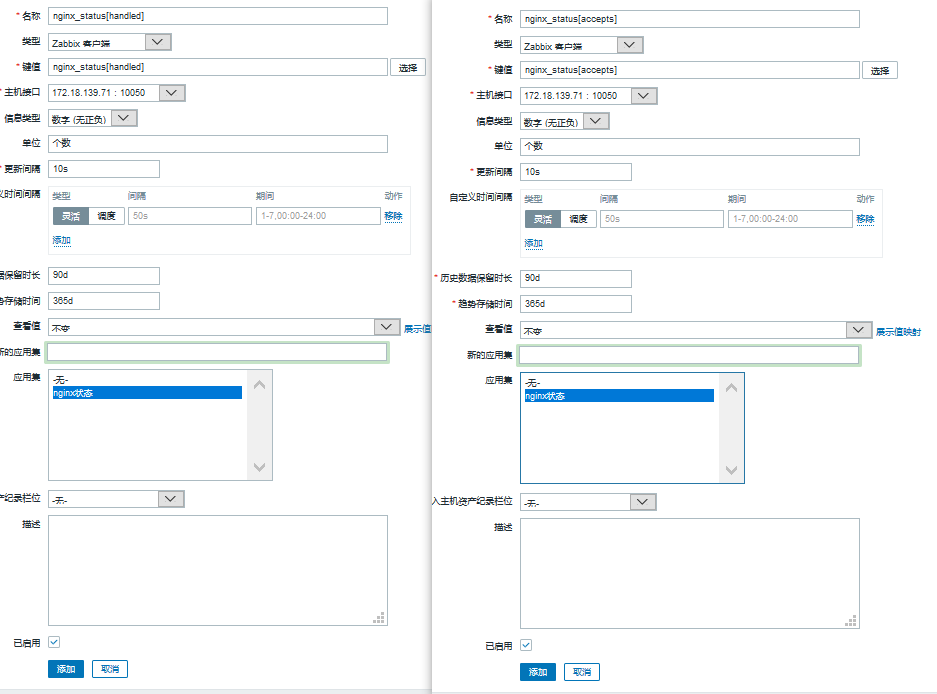 * 名称 nginx_status[handled]
类型 Zabbix 客户端
* 键值 nginx_status[handled] 选择
* 主机接口 172.18.139.71 : 10050
信息类型 数字 (无正负)
单位 个数
* 更新间隔 10s
义时间间隔 类型 间隔 期间 动作
灵活 调度 50s 1-7,00:00-24:00 移除
添加
据保留时长 90d
势存储时间 365d
查看值 不变 展示值
新的应用集
应用集 -无-
nginx状态
产纪录栏位 -无-
描述
已启用
添加 取消
* 名称 nginx_status[accepts]
类型 Zabbix 客户端
* 键值 nginx_status[accepts] 选择
* 主机接口 172.18.139.71 : 10050
信息类型 数字 (无正负)
单位 个数
* 更新间隔 10s
自定义时间间隔 类型 间隔 期间 动作
灵活 调度 50s 1-7,00:00-24:00 移除
添加
* 历史数据保留时长 90d
* 趋势存储时间 365d
查看值 不变 展示值映射
新的应用集
应用集 -无-
nginx状态
入主机资产纪录栏位 -无-
描述
已启用
添加 取消